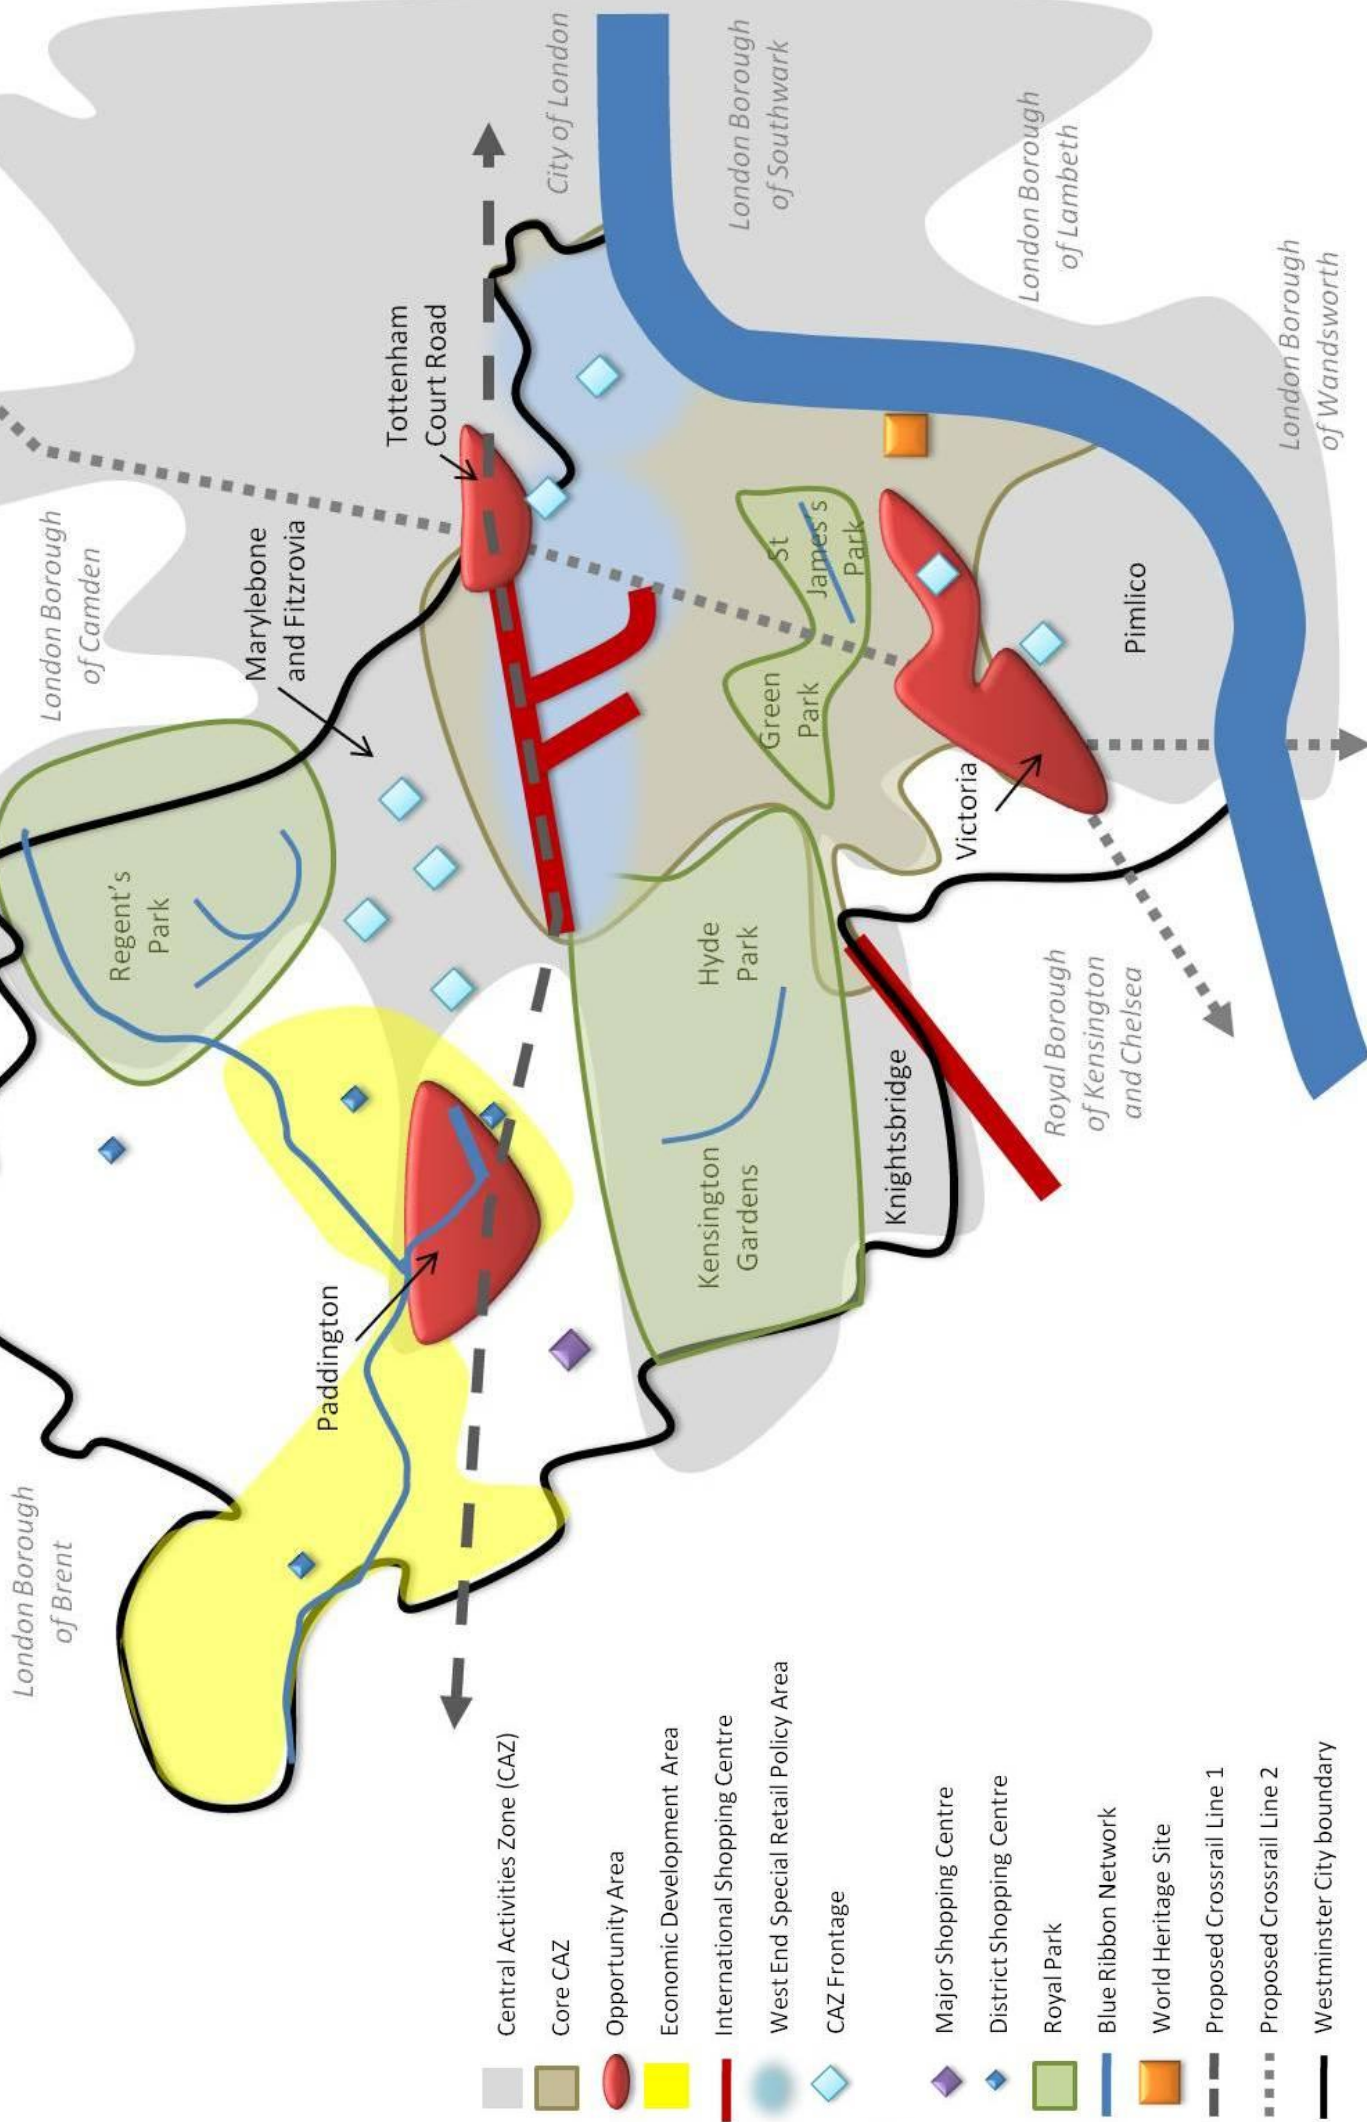 London Borough
of Brent
London Borough
of Camden
City of London
London Borough
of Southwark
London Borough
of Lambeth
London Borough
of Wandsworth
Royal Borough
of Kensington
and Chelsea
Regent's
Park
Marylebone
and Fitzrovia
Tottenham
Court Road
Paddington
Kensington
Gardens
Hyde
Park
Green
Park
St
James's
Park
Knightsbridge
Victoria
Pimlico
Central Activities Zone (CAZ)
Core CAZ
Opportunity Area
Economic Development Area
International Shopping Centre
West End Special Retail Policy Area
CAZ Frontage
Major Shopping Centre
District Shopping Centre
Royal Park
Blue Ribbon Network
World Heritage Site
Proposed Crossrail Line 1
Proposed Crossrail Line 2
Westminster City boundary